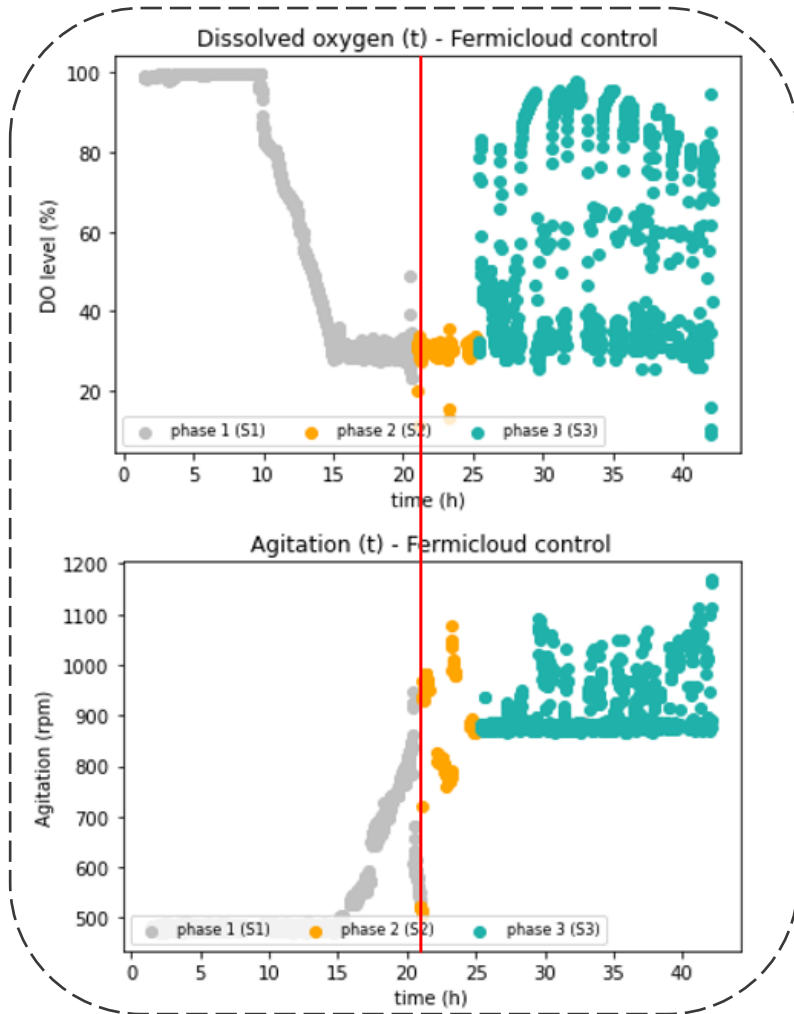 Dissolved oxygen (t) - Fermicloud control
100
80
60
40
20
DO level (%)
phase 1 (S1) phase 2 (S2) phase 3 (S3)
0 5 10 15 20 25 30 35 40
time (h)
Agitation (t) - Fermicloud control
1200
1100
1000
900
800
700
600
500
Agitation (rpm)
phase 1 (S1) phase 2 (S2) phase 3 (S3)
0 5 10 15 20 25 30 35 40
time (h)